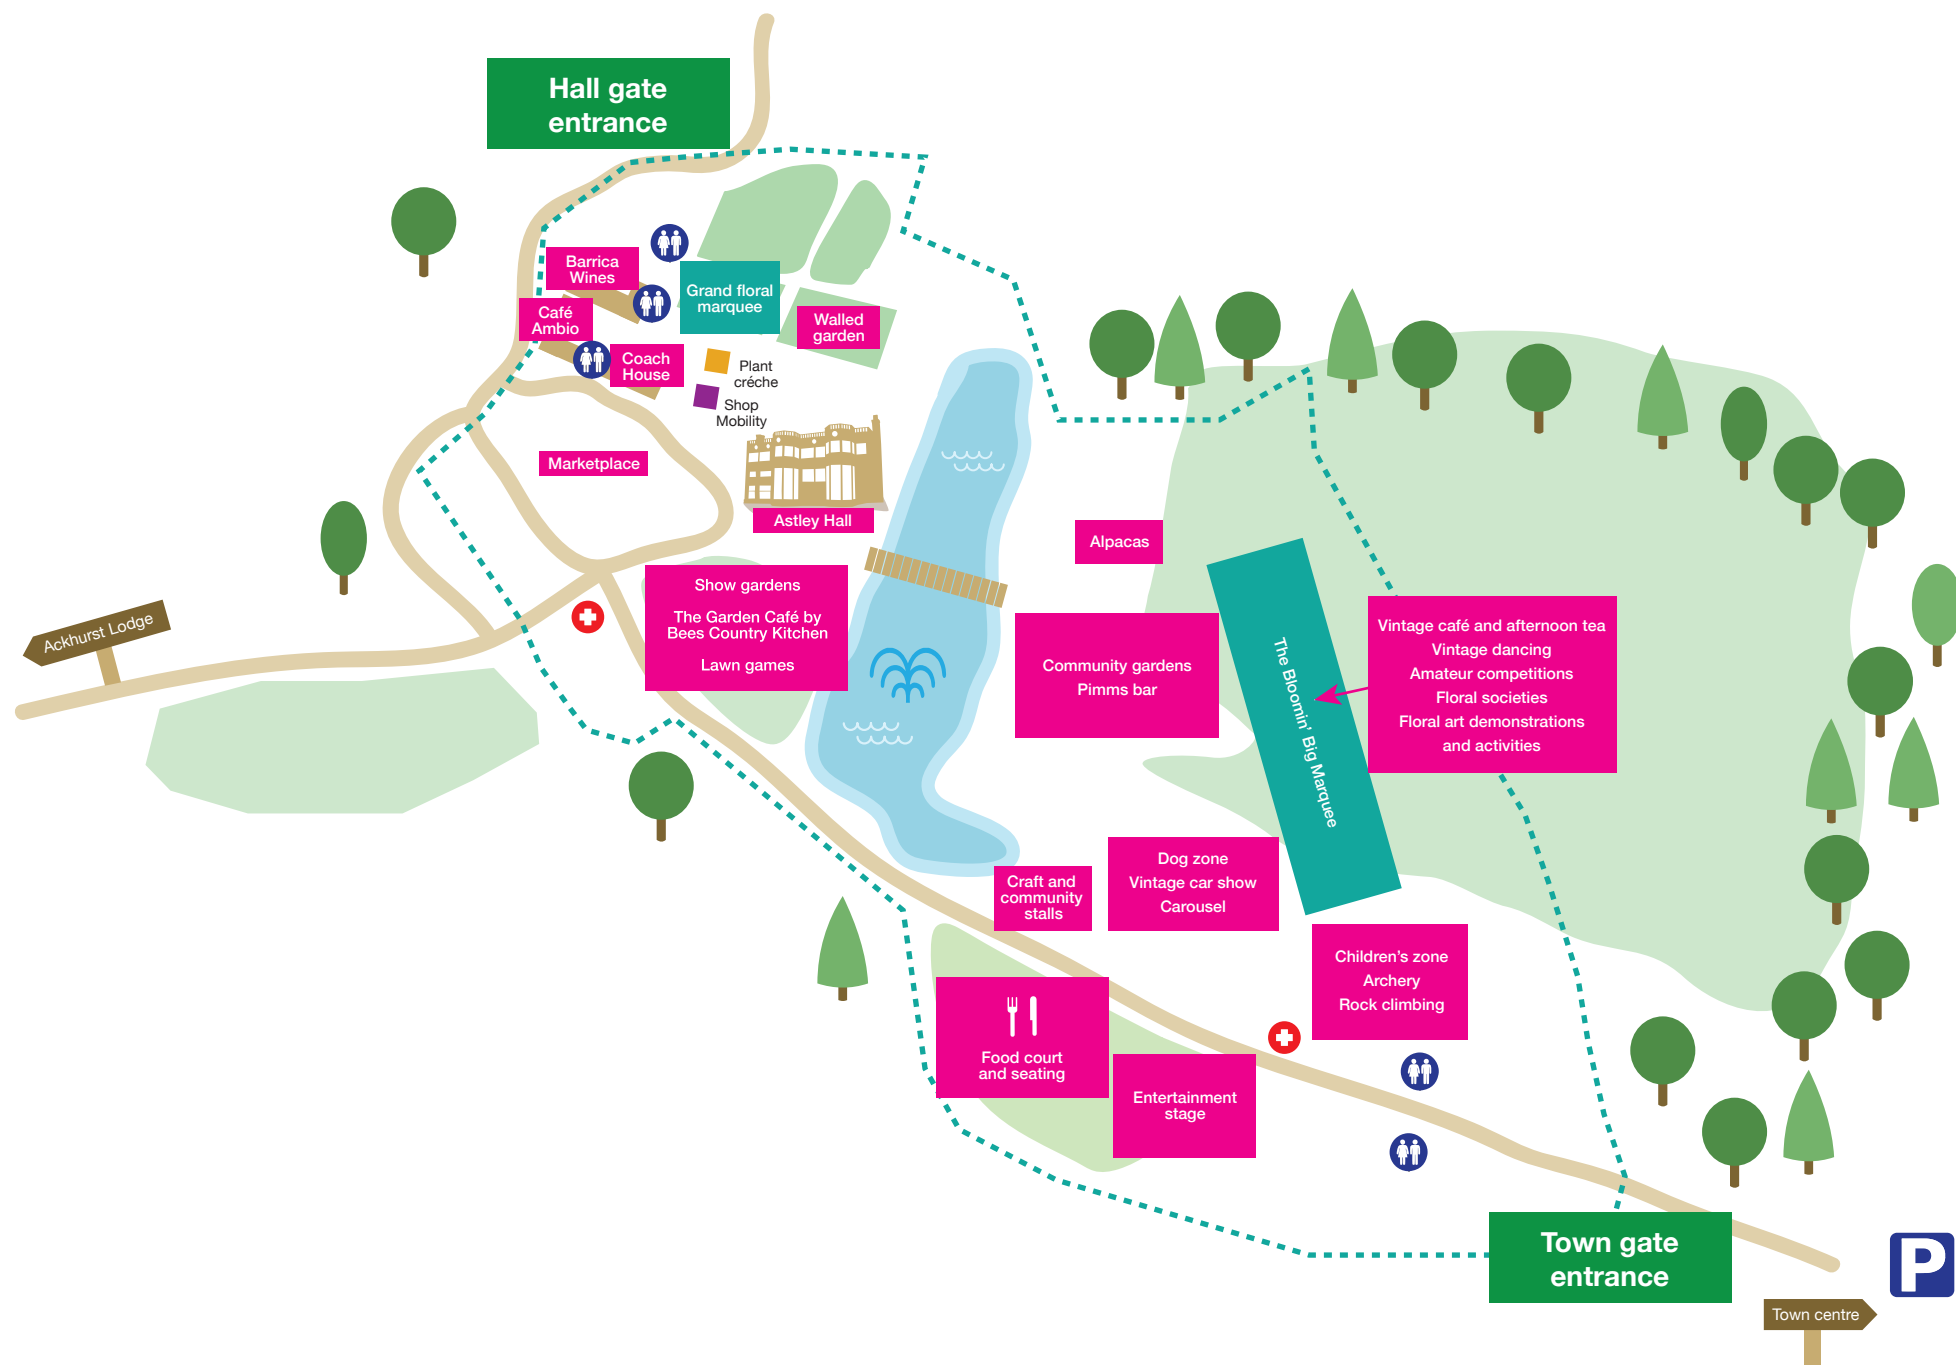 Hall gate
entrance
Barrica
Wines
Café
Ambio
Grand floral
marquee
Walled
garden
Coach
House
Plant
créche
Shop
Mobility
Marketplace
Astley Hall
Alpacas
Show gardens
The Garden Café by
Bees Country Kitchen
Lawn games
Ackhurst Lodge
Community gardens
Pimms bar
The Bloomin' Big Marquee
Vintage café and afternoon tea
Vintage dancing
Amateur competitions
Floral societies
Floral art demonstrations
and activities
Dog zone
Vintage car show
Carousel
Craft and
community
stalls
Children's zone
Archery
Rock climbing
Food court
and seating
Entertainment
stage
Town gate
entrance
P
Town centre